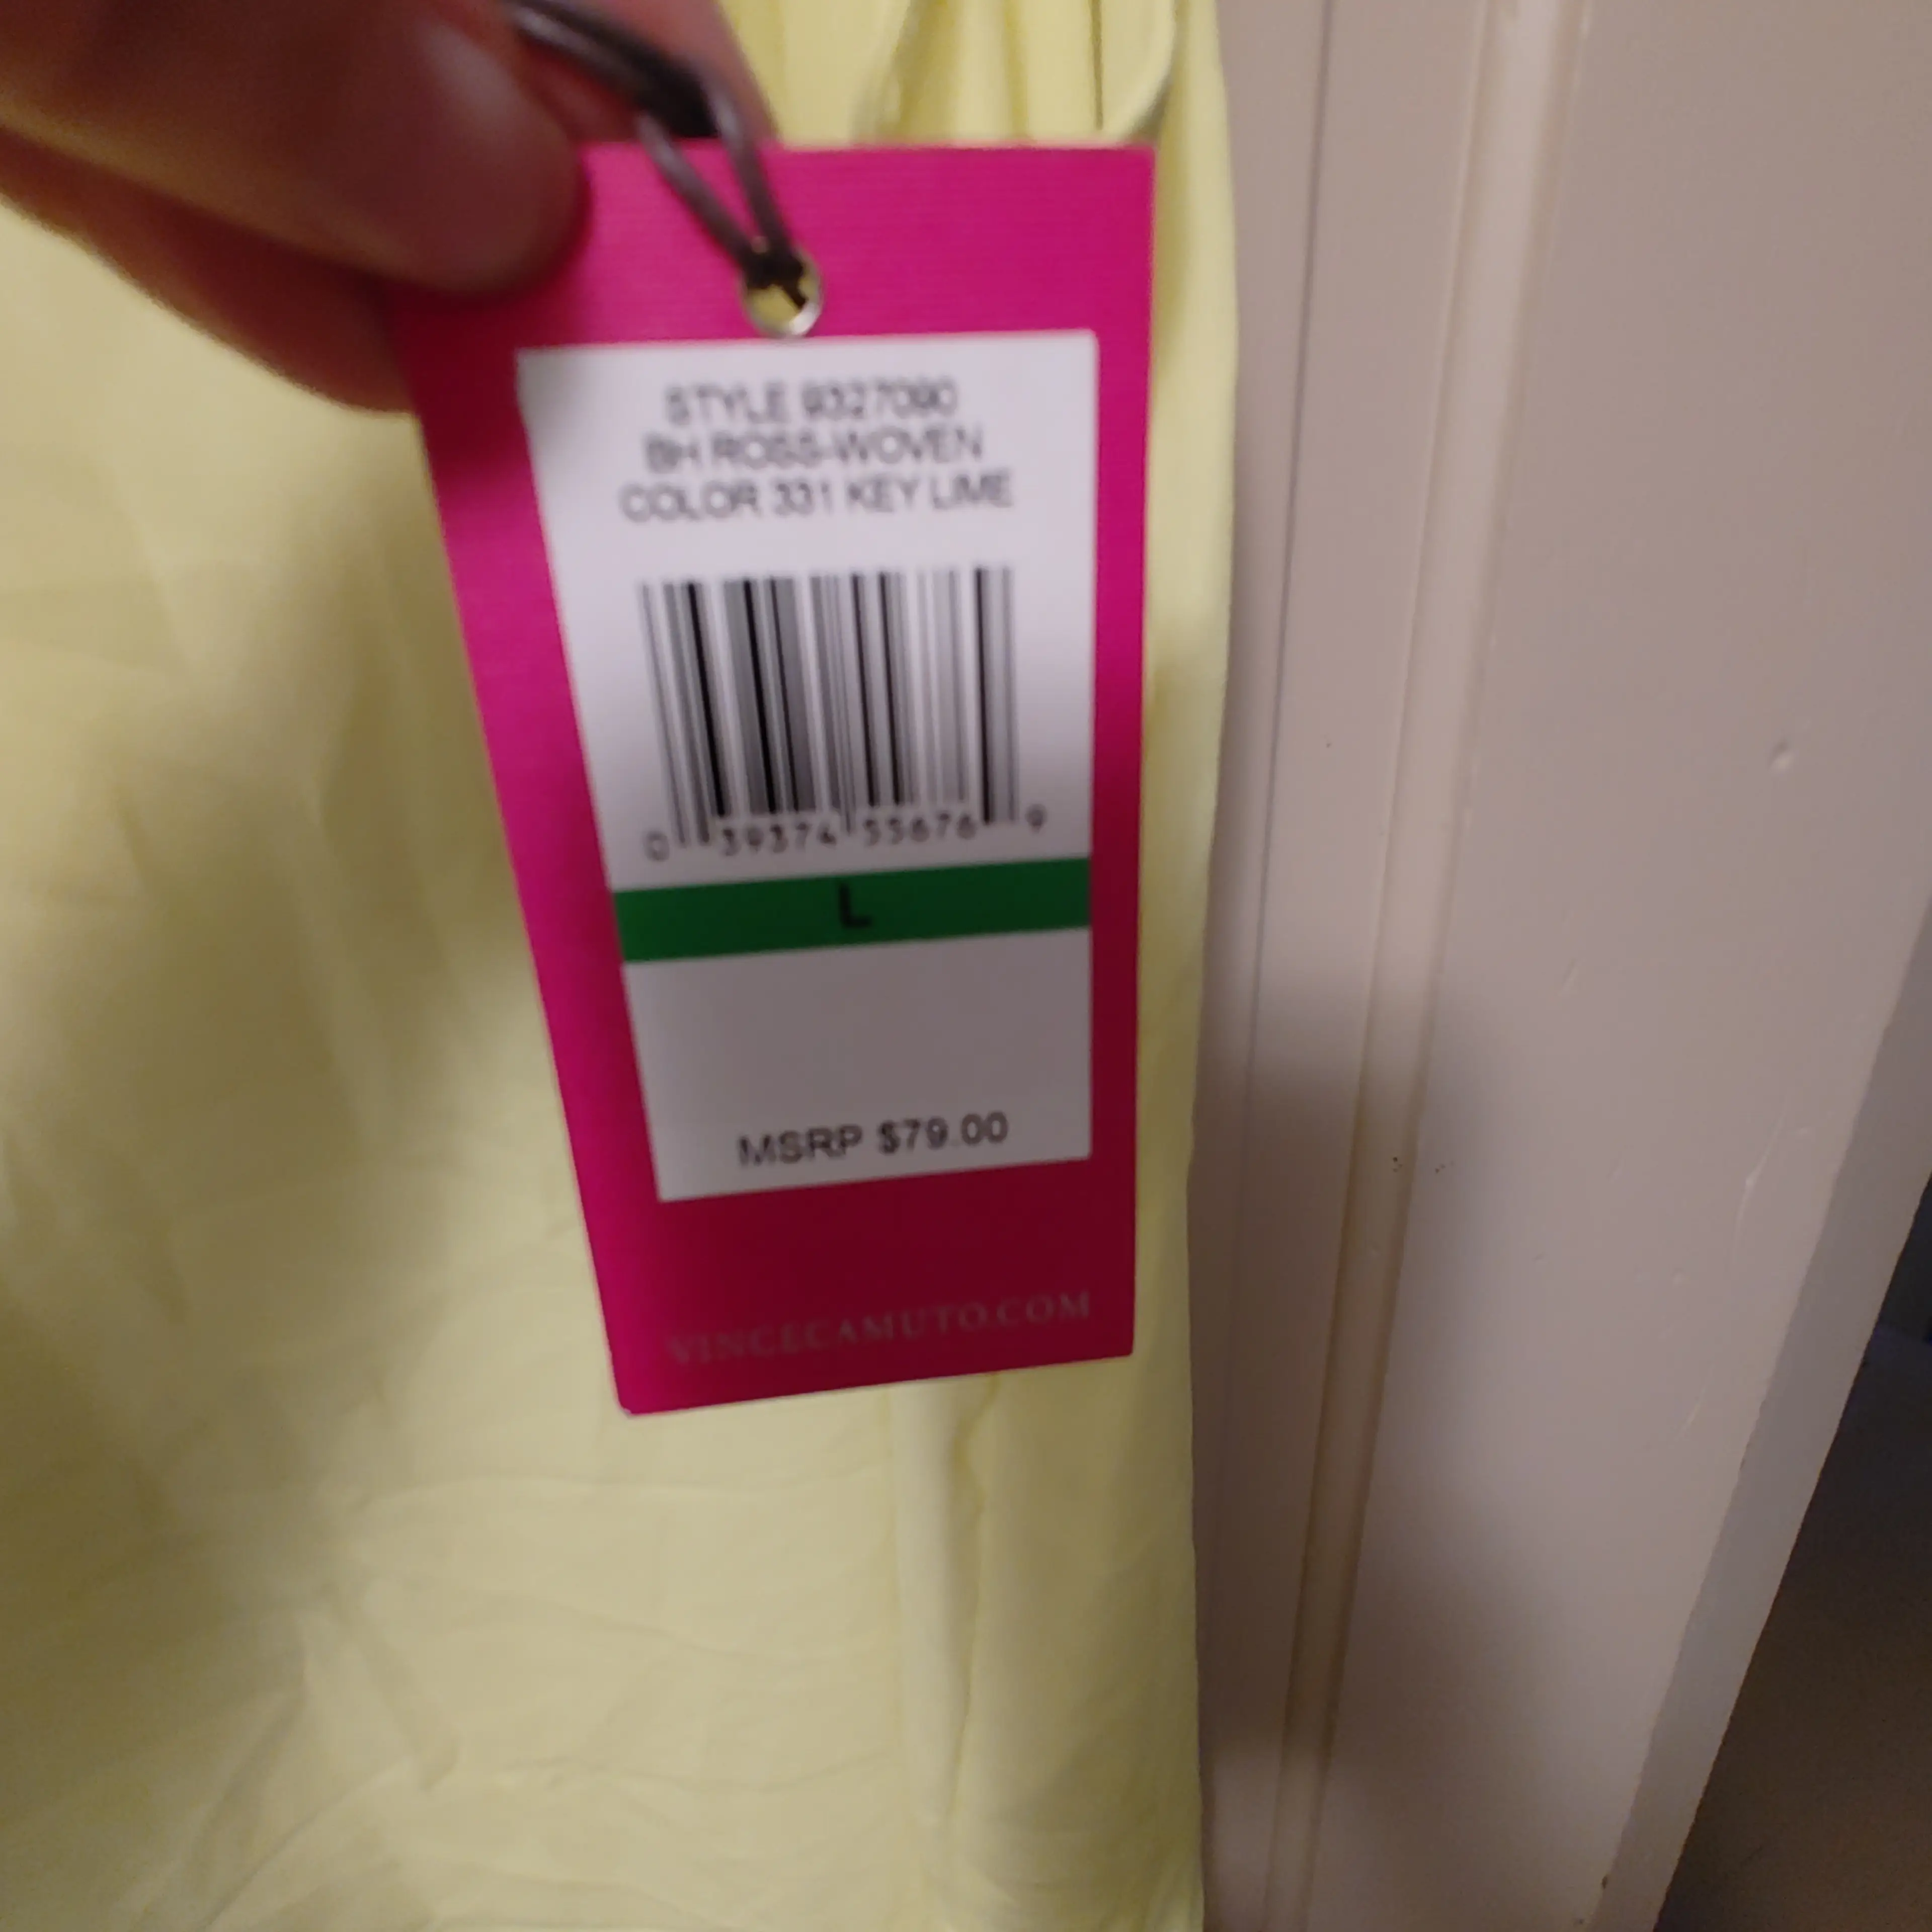 STYLE 9327090
BH ROSS-WOVEN
COLOR 331 KEY LIME
0 39374 55676 9
L
MSRP $79.00
VINCECAMUTO.COM